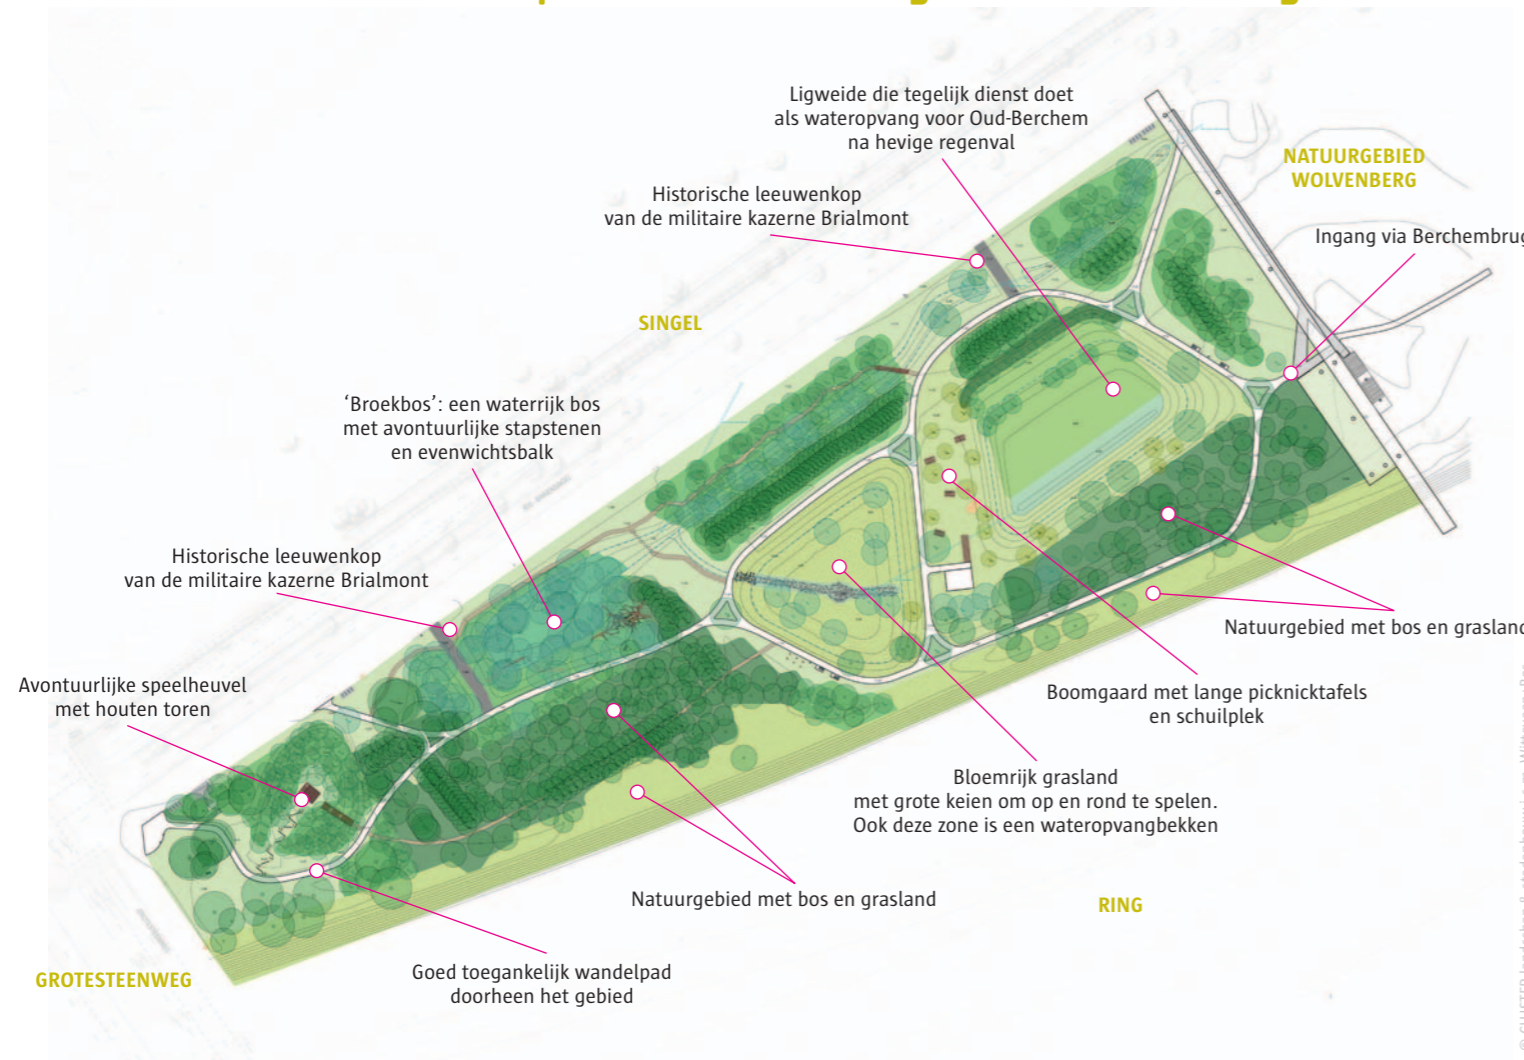 Ligweide die tegelijk dienst doet
als wateropvang voor Oud-Berchem
na hevige regenval
NATUURGEBIED
WOLVENBERG
Historische leeuwenkop
van de militaire kazerne Brialmont
Ingang via Berchembrug
SINGEL
‘Broekbos’: een waterrijk bos
met avontuurlijke stapstenen
en evenwichtsbalk
Historische leeuwenkop
van de militaire kazerne Brialmont
Natuurgebied met bos en grasland
Avontuurlijke speelheuvel
met houten toren
Boomgaard met lange picknicktafels
en schuilplek
Bloemrijk grasland
met grote keien om op en rond te spelen.
Ook deze zone is een wateropvangbekken
Natuurgebied met bos en grasland
RING
GROTESTEENWEG
Goed toegankelijk wandelpad
doorheen het gebied
© CLUSTER landschap & stedenbouw i.s.m.